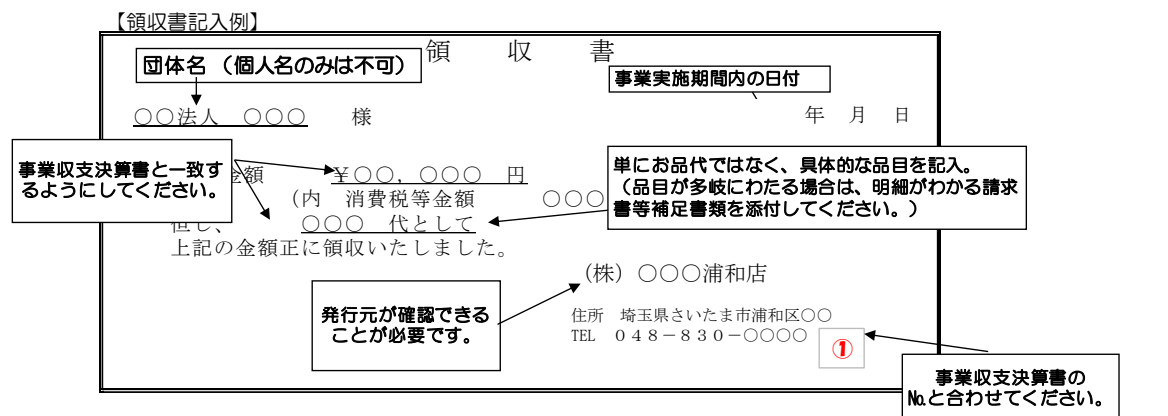 【領収書記入例】
領 収 書
団体名 （個人名のみは不可）
事業実施期間内の日付
○○法人 ○○○ 様
年 月 日
事業収支決算書と一致す
るようにしてください。
金額 ￥○○，○○○ 円
(内 消費税等金額 ○○○
単にお品代ではなく、具体的な品目を記入。
（品目が多岐にわたる場合は、明細がわかる請求
書等補足書類を添付してください。）
但し、 ○○○ 代として
上記の金額正に領収いたしました。
(株) ○○○浦和店
発行元が確認できる
ことが必要です。
住所 埼玉県さいたま市浦和区○○
TEL ０４８－８３０－○○○○
①
事業収支決算書の
№と合わせてください。